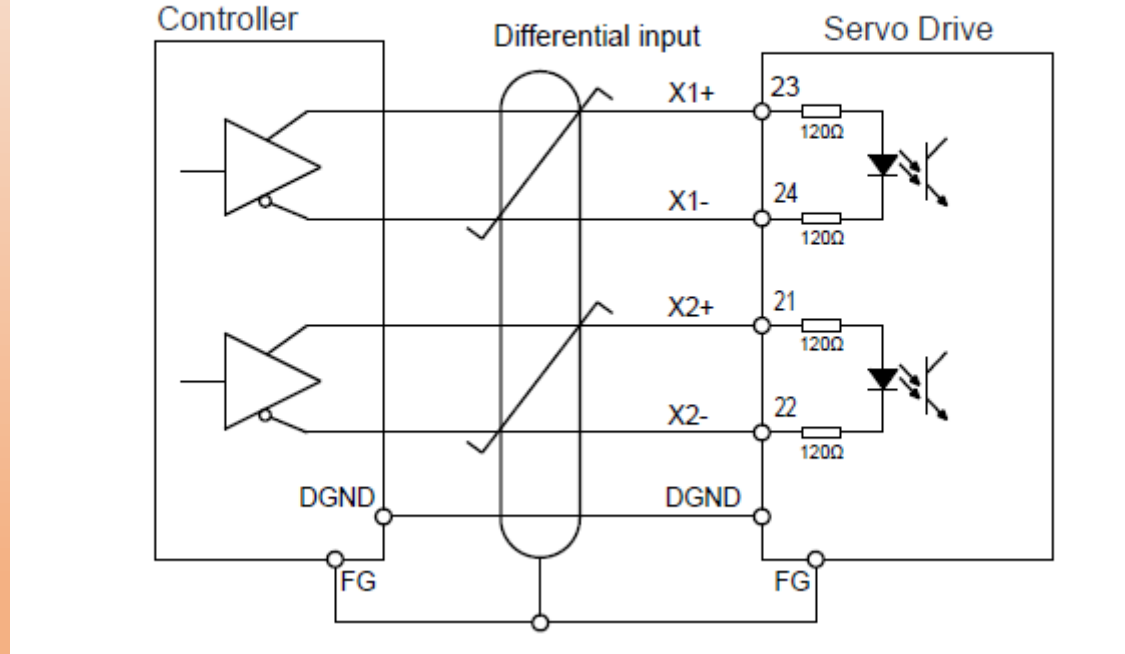 Controller
Differential input
Servo Drive
X1+
23
120Ω
X1-
24
120Ω
X2+
21
120Ω
X2-
22
120Ω
DGND
DGND
FG
FG